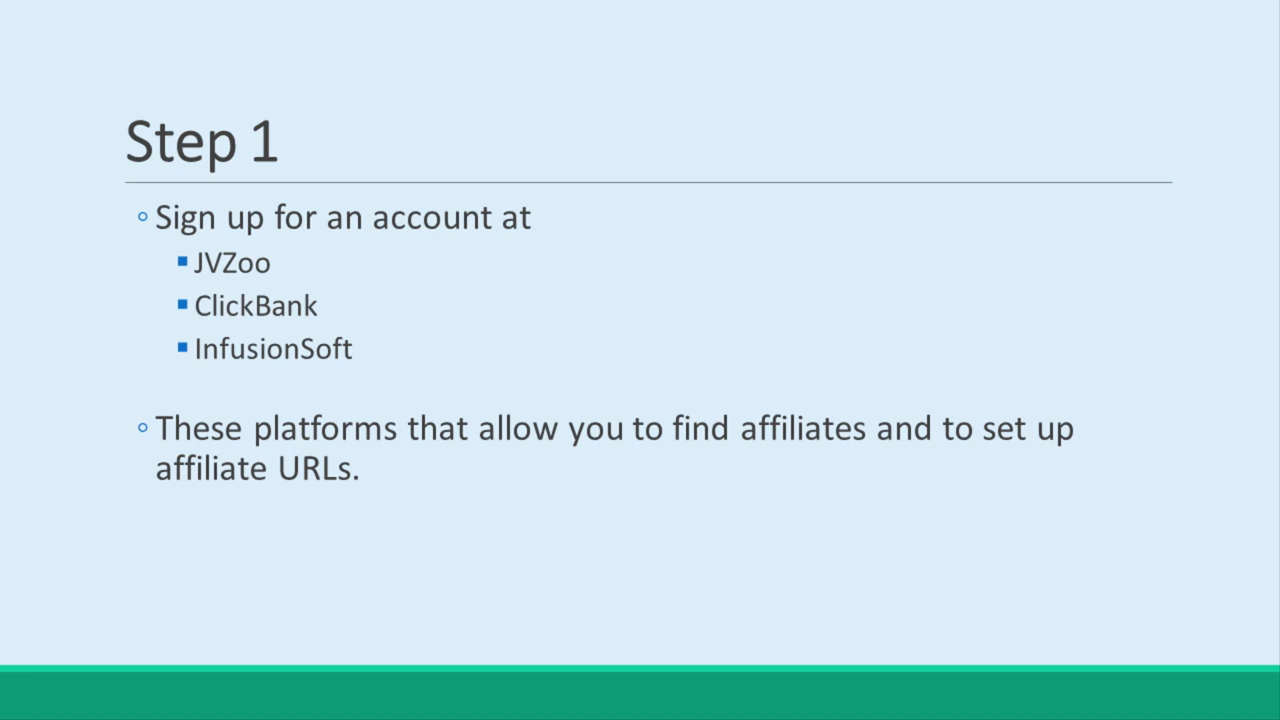 Step 1
Sign up for an account at
JVZoo
ClickBank
InfusionSoft
These platforms that allow you to find affiliates and to set up
affiliate URLs.